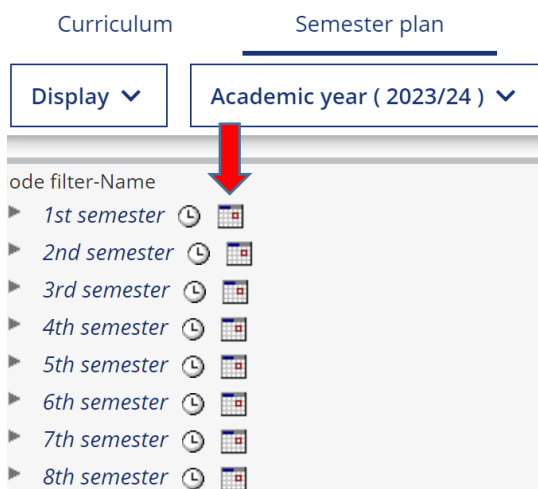 Curriculum Semester plan
Display Academic year ( 2023/24 )
ode filter-Name
1st semester
2nd semester
3rd semester
4th semester
5th semester
6th semester
7th semester
8th semester